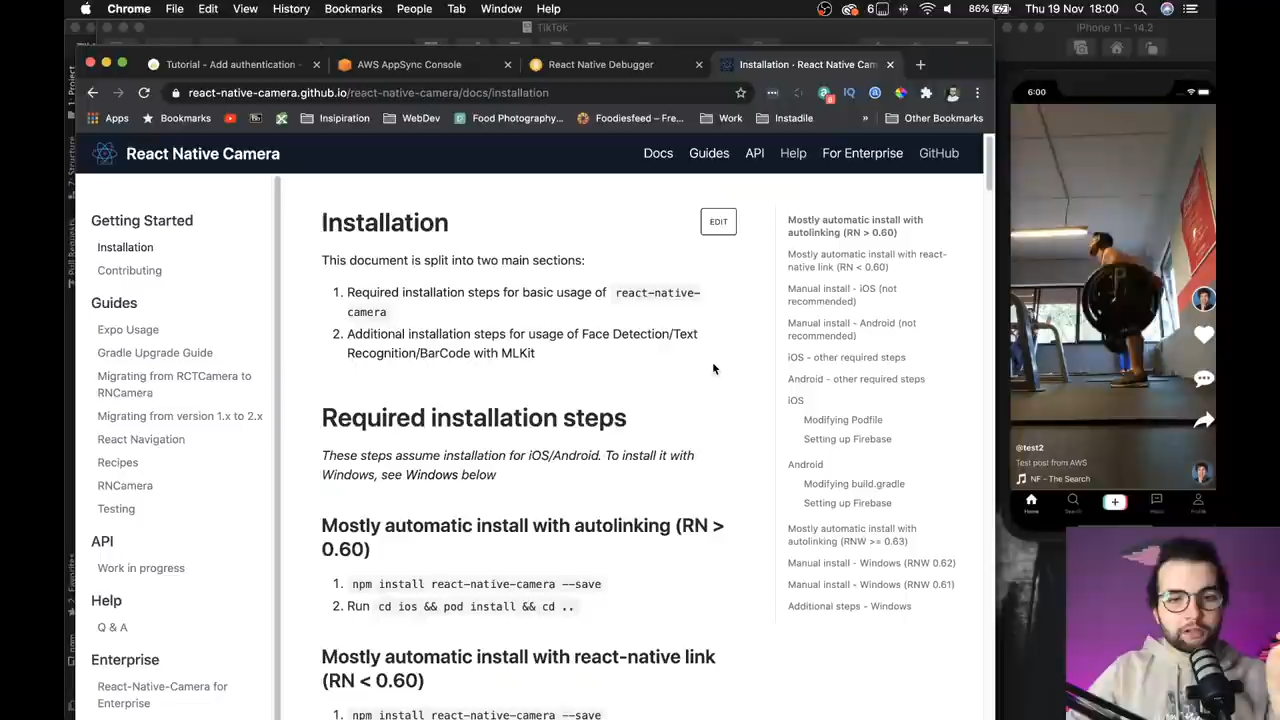 Chrome File Edit View History Bookmarks People Tab Window Help
6 86% Thu 19 Nov 18:00
TikTok
iPhone 11 – 14.2
Tutorial - Add authentication
AWS AppSync Console
React Native Debugger
Installation · React Native Cam
react-native-camera.github.io/react-native-camera/docs/installation
Apps Bookmarks Insipiration WebDev Food Photography... Foodiesfeed – Fre... Work Instadile » Other Bookmarks
React Native Camera
Docs Guides API Help For Enterprise GitHub
Getting Started
Installation
Contributing
Guides
Expo Usage
Gradle Upgrade Guide
Migrating from RCTCamera to
RNCamera
Migrating from version 1.x to 2.x
React Navigation
Recipes
RNCamera
Testing
API
Work in progress
Help
Q & A
Enterprise
React-Native-Camera for
Enterprise
Installation
EDIT
This document is split into two main sections:
1. Required installation steps for basic usage of react-native-
camera
2. Additional installation steps for usage of Face Detection/Text
Recognition/BarCode with MLKit
Required installation steps
These steps assume installation for iOS/Android. To install it with
Windows, see Windows below
Mostly automatic install with autolinking (RN >
0.60)
1. npm install react-native-camera --save
2. Run cd ios && pod install && cd ..
Mostly automatic install with react-native link
(RN < 0.60)
1. npm install react-native-camera --save
Mostly automatic install with
autolinking (RN > 0.60)
Mostly automatic install with react-
native link (RN < 0.60)
Manual install - iOS (not
recommended)
Manual install - Android (not
recommended)
iOS - other required steps
Android - other required steps
iOS
Modifying Podfile
Setting up Firebase
Android
Modifying build.gradle
Setting up Firebase
Mostly automatic install with
autolinking (RNW >= 0.63)
Manual install - Windows (RNW 0.62)
Manual install - Windows (RNW 0.61)
Additional steps - Windows
6:00
@test2
Test post from AWS
NF - The Search
Home Search Profile